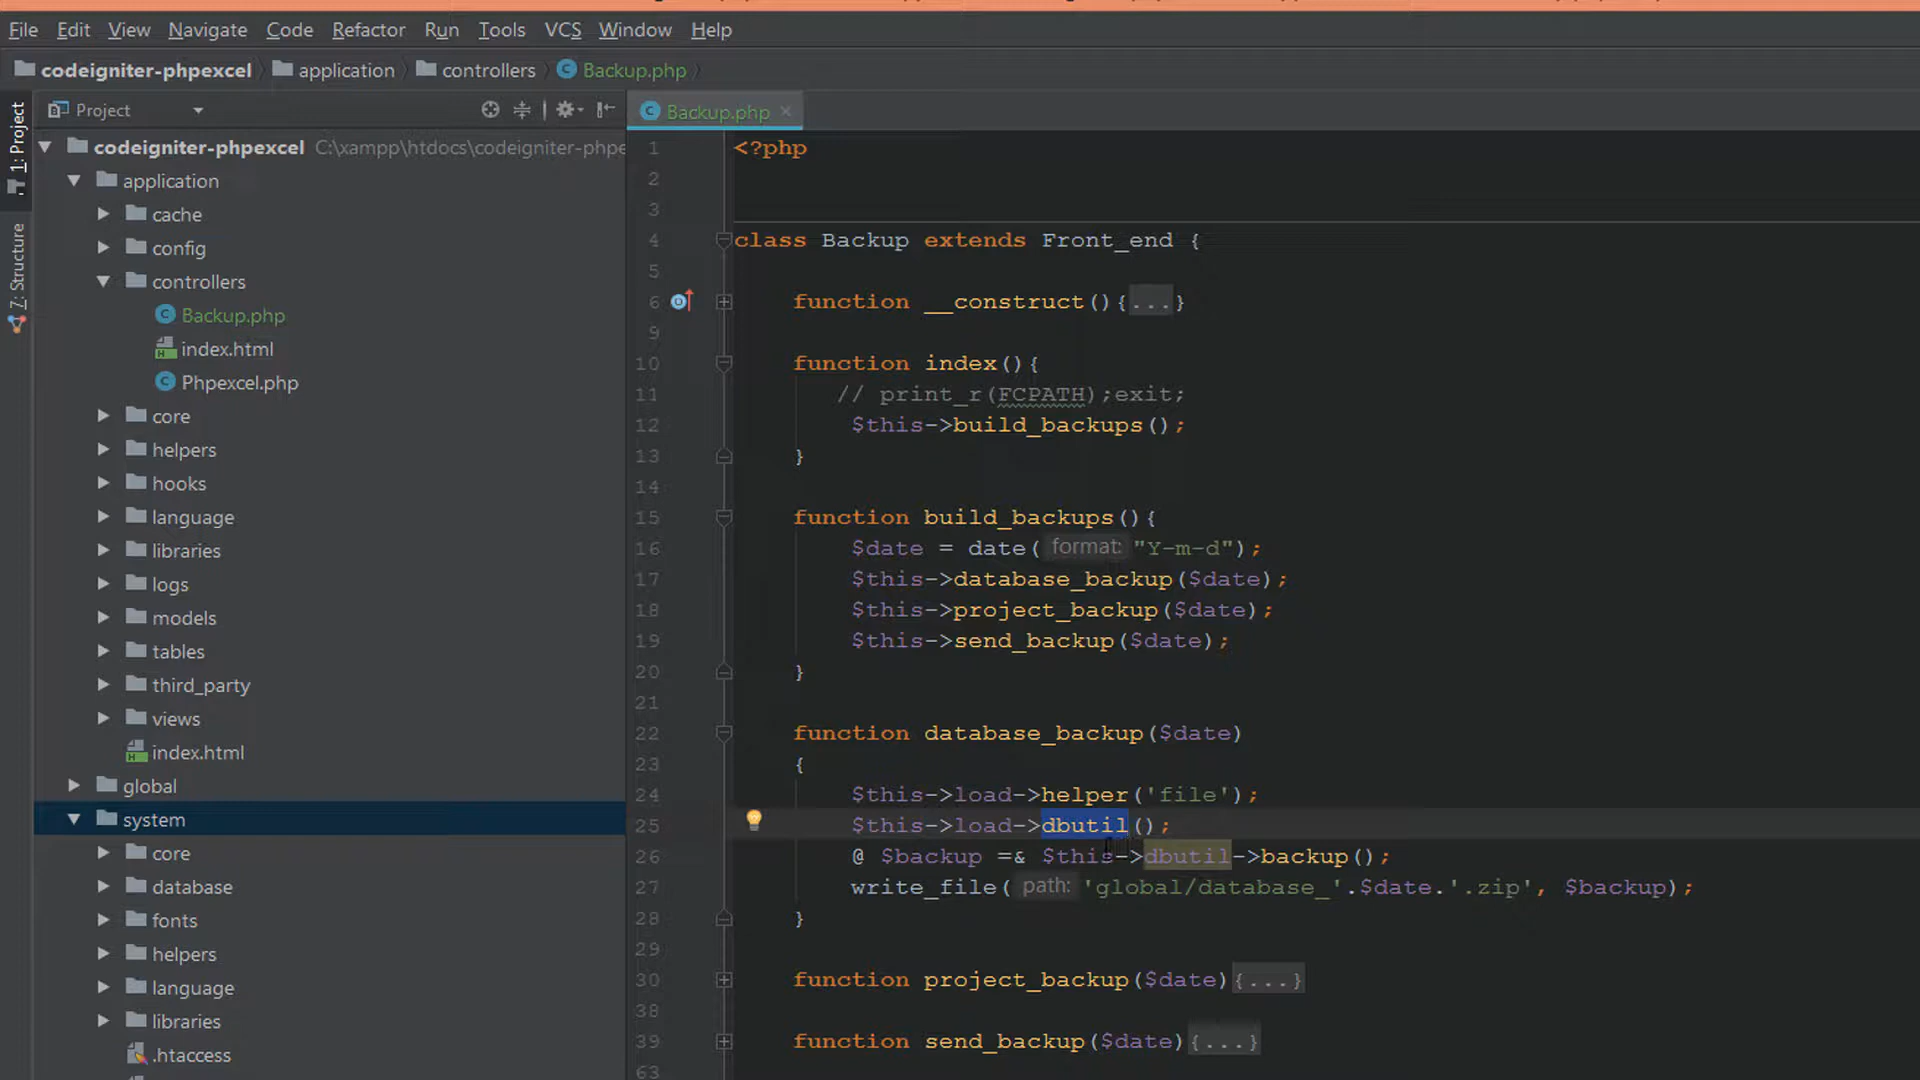 File Edit View Navigate Code Refactor Run Tools VCS Window Help
codeigniter-phpexcel application controllers Backup.php
1: Project
7: Structure
Project
codeigniter-phpexcel C:\xampp\htdocs\codeigniter-phpe
application
cache
config
controllers
Backup.php
index.html
Phpexcel.php
core
helpers
hooks
language
libraries
logs
models
tables
third_party
views
index.html
global
system
core
database
fonts
helpers
language
libraries
.htaccess
Backup.php
1 <?php
2
3
4 class Backup extends Front_end {
5
6 function __construct(){...}
9
10 function index(){
11 // print_r(FCPATH);exit;
12 $this->build_backups();
13 }
14
15 function build_backups(){
16 $date = date( format: "Y-m-d");
17 $this->database_backup($date);
18 $this->project_backup($date);
19 $this->send_backup($date);
20 }
21
22 function database_backup($date)
23 {
24 $this->load->helper('file');
25 $this->load->dbutil();
26 @ $backup =& $this->dbutil->backup();
27 write_file( path: 'global/database_'.$date.'.zip', $backup);
28 }
29
30 function project_backup($date){...}
38
39 function send_backup($date){...}
63